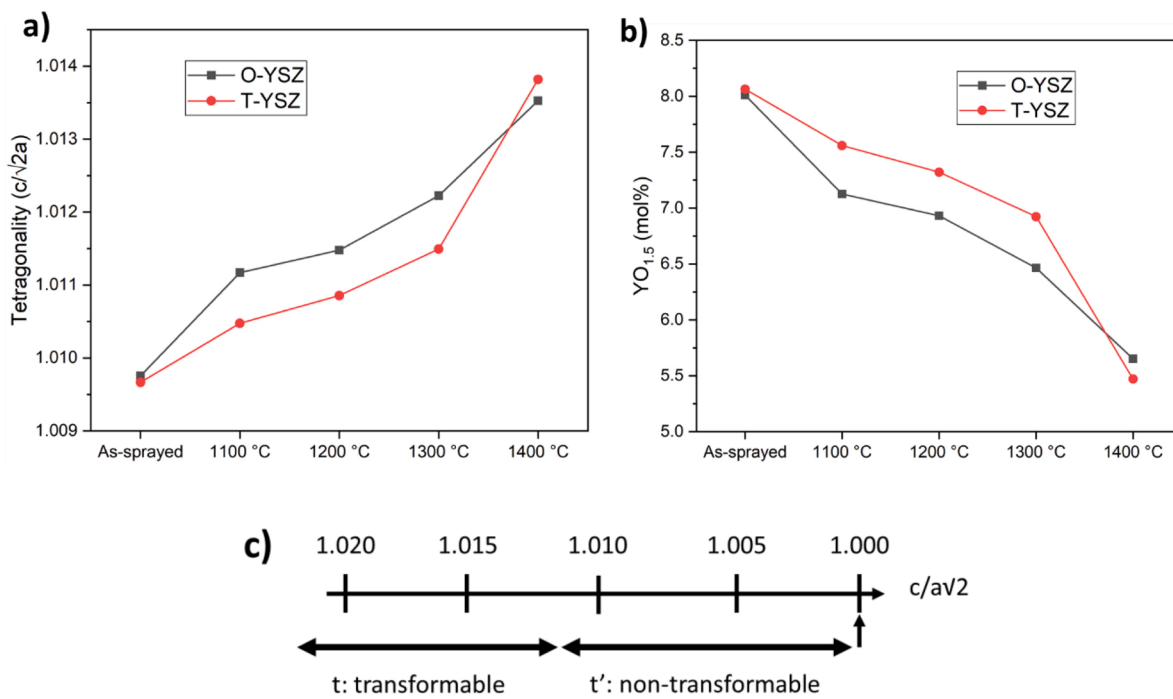 a)
Tetragonality (c/√2a)
1.014
1.013
1.012
1.011
1.010
1.009
O-YSZ
T-YSZ
As-sprayed 1100 °C 1200 °C 1300 °C 1400 °C
b)
YO1.5 (mol%)
8.5
8.0
7.5
7.0
6.5
6.0
5.5
5.0
O-YSZ
T-YSZ
As-sprayed 1100 °C 1200 °C 1300 °C 1400 °C
c)
1.020 1.015 1.010 1.005 1.000
c/a√2
t: transformable t’: non-transformable